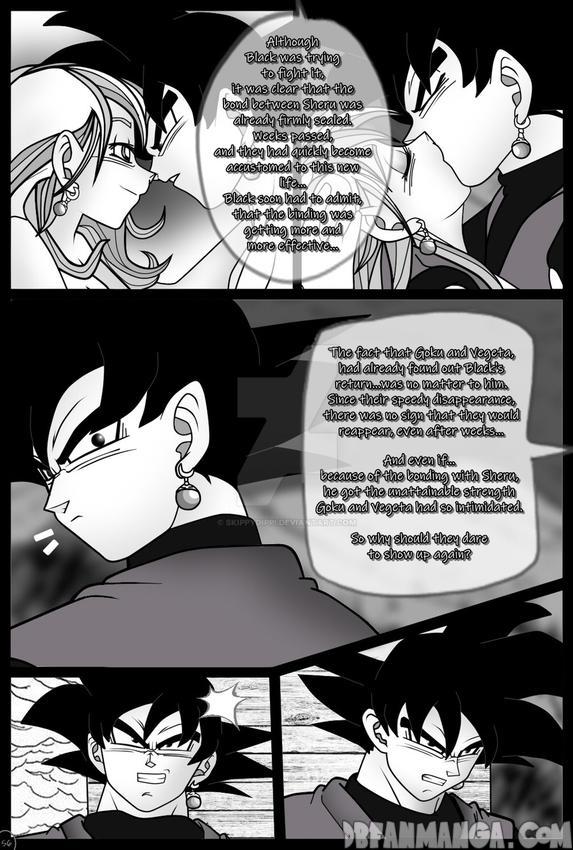 Although
Black was trying
to fight it,
it was clear that the
bond between Sheru was
already firmly sealed.
Weeks passed,
and they had quickly become
accustomed to this new
life...
Black soon had to admit,
that the binding was
getting more and
more effective...
The fact that Goku and Vegeta,
had already found out Black's
return...was no matter to him.
Since their speedy disappearance,
there was no sign that they would
reappear, even after weeks...
And even if...
because of the bonding with Sheru,
he got the unattainable strength
Goku and Vegeta had so intimidated.
So why should they dare
to show up again?
© SKIPPYDIPPI.DEVIANTART.COM
56
DBFANMANGA.COM